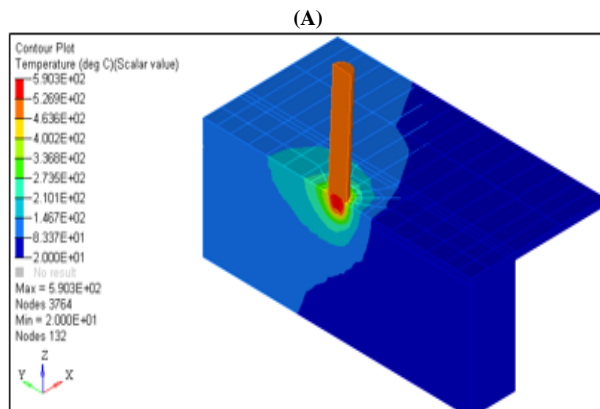 (A)
Contour Plot
Temperature (deg C)(Scalar value)
5.903E+02
5.269E+02
4.636E+02
4.002E+02
3.368E+02
2.735E+02
2.101E+02
1.467E+02
8.337E+01
2.000E+01
No result
Max = 5.903E+02
Nodes 3764
Min = 2.000E+01
Nodes 132
Z
Y X